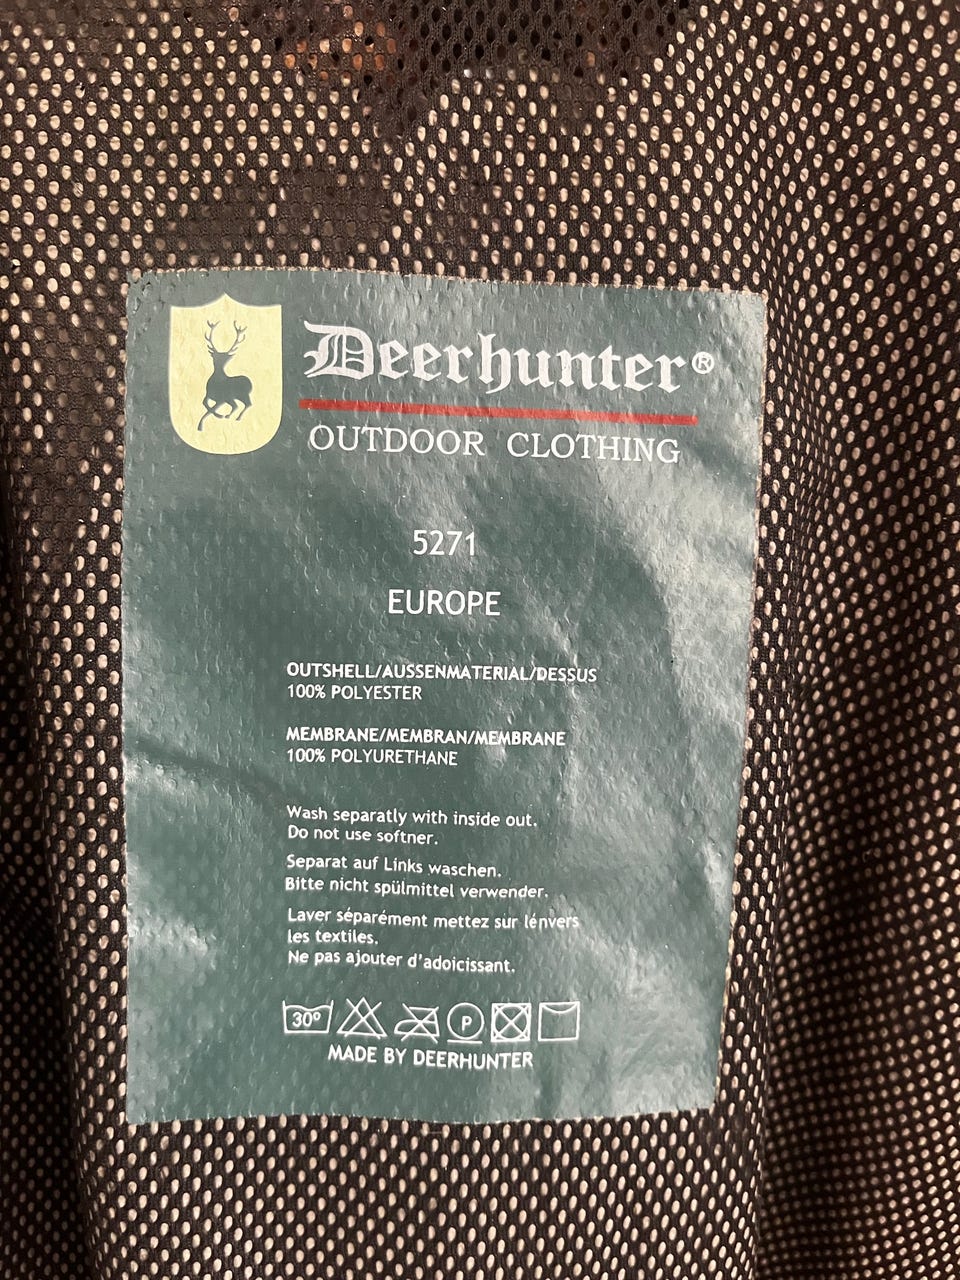 Deerhunter®
OUTDOOR CLOTHING
5271
EUROPE
OUTSHELL/AUSSENMATERIAL/DESSUS
100% POLYESTER
MEMBRANE/MEMBRAN/MEMBRANE
100% POLYURETHANE
Wash separatly with inside out.
Do not use softner.
Separat auf Links waschen.
Bitte nicht spülmittel verwender.
Laver séparément mettez sur lénvers
les textiles.
Ne pas ajouter d'adoicissant.
30° P
MADE BY DEERHUNTER